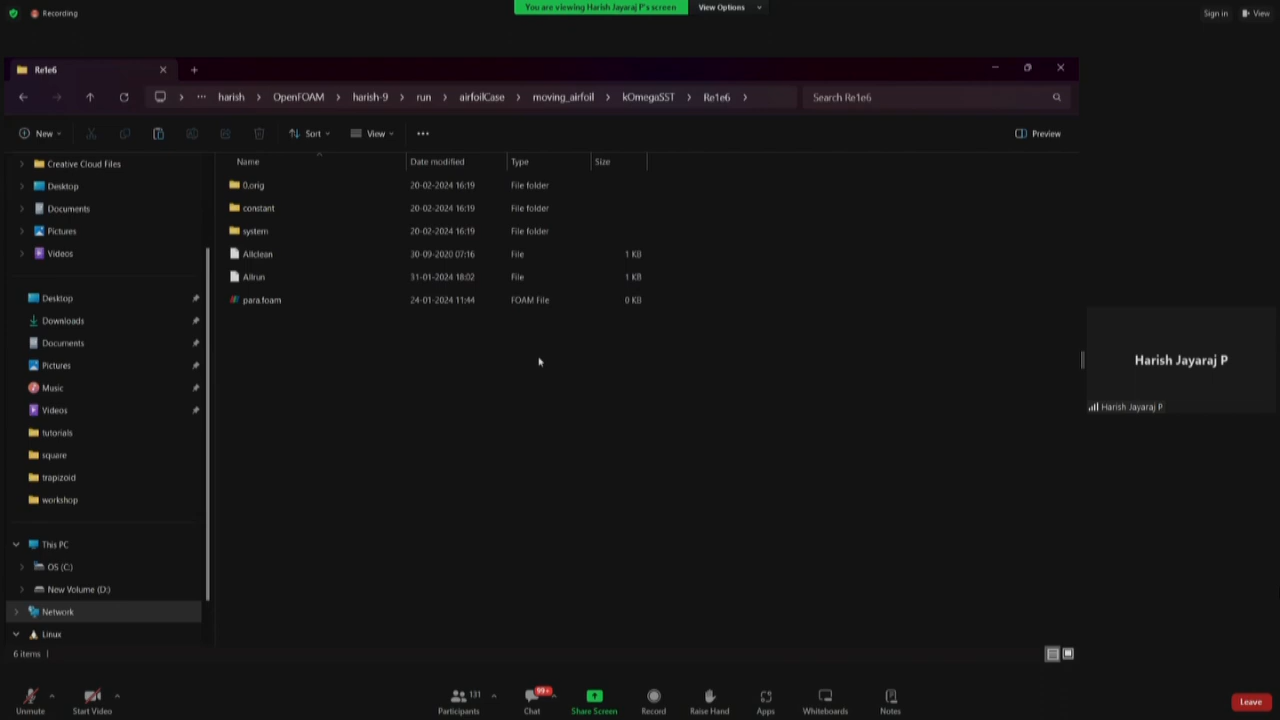 Recording
You are viewing Harish Jayaraj P's screen
View Options
Sign in
View
Re1e6
harish > OpenFOAM > harish-9 > run > airfoilCase > moving_airfoil > kOmegaSST > Re1e6 >
Search Re1e6
New
Sort
View
Preview
Name Date modified Type Size
0.orig 20-02-2024 16:19 File folder
constant 20-02-2024 16:19 File folder
system 20-02-2024 16:19 File folder
Allclean 30-09-2020 07:16 File 1 KB
Allrun 31-01-2024 18:02 File 1 KB
para.foam 24-01-2024 11:44 FOAM File 0 KB
Creative Cloud Files
Desktop
Documents
Pictures
Videos
Desktop
Downloads
Documents
Pictures
Music
Videos
tutorials
square
trapizoid
workshop
This PC
OS (C:)
New Volume (D:)
Network
Linux
6 items
Harish Jayaraj P
Harish Jayaraj P
Unmute
Start Video
131
Participants
99+
Chat
Share Screen
Record
Raise Hand
Apps
Whiteboards
Notes
Leave